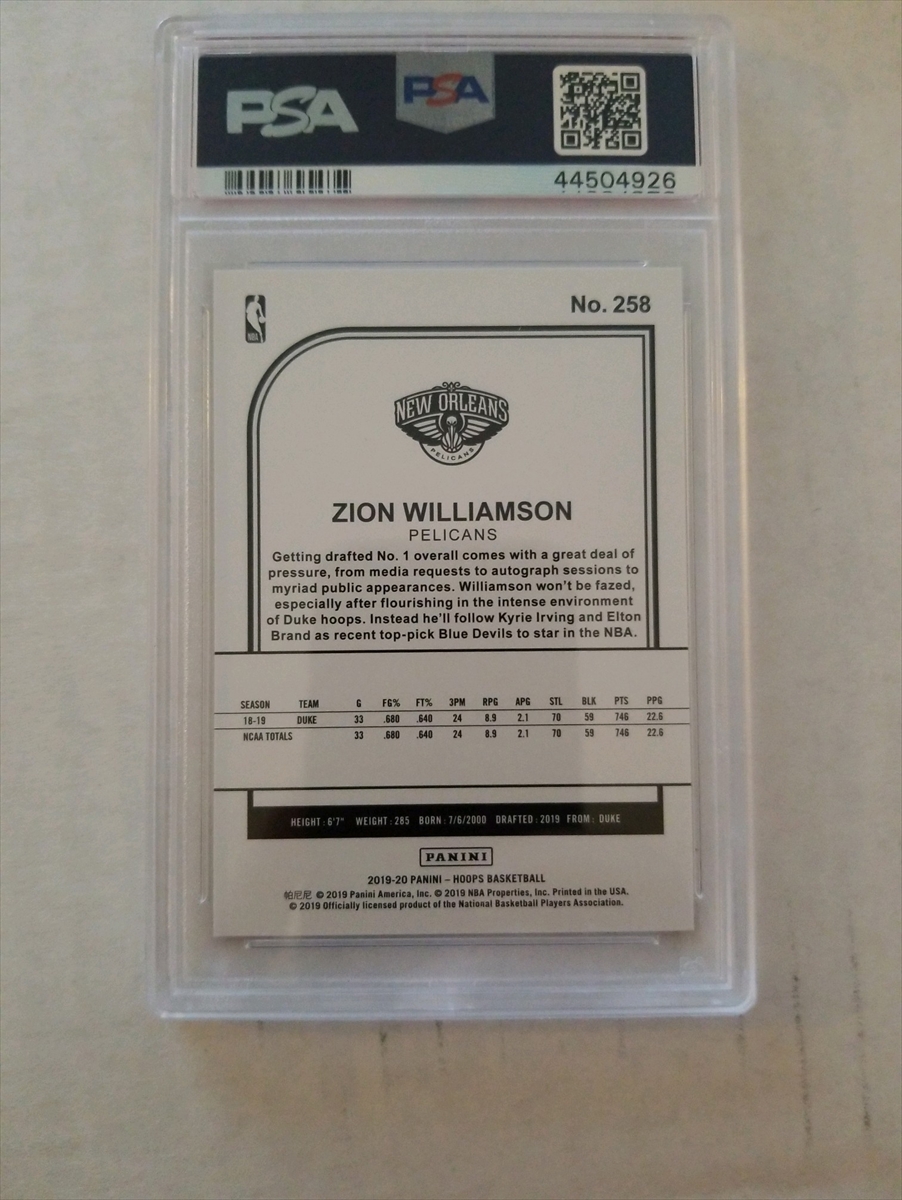 PSA PSA
44504926
No. 258
NBA
NEW ORLEANS
PELICANS
ZION WILLIAMSON
PELICANS
Getting drafted No. 1 overall comes with a great deal of
pressure, from media requests to autograph sessions to
myriad public appearances. Williamson won't be fazed,
especially after flourishing in the intense environment
of Duke hoops. Instead he'll follow Kyrie Irving and Elton
Brand as recent top-pick Blue Devils to star in the NBA.
SEASON TEAM G FG% FT% 3PM RPG APG STL BLK PTS PPG
18-19 DUKE 33 .680 .640 24 8.9 2.1 70 59 746 22.6
NCAA TOTALS 33 .680 .640 24 8.9 2.1 70 59 746 22.6
HEIGHT: 6'7" WEIGHT: 285 BORN: 7/6/2000 DRAFTED: 2019 FROM: DUKE
PANINI
2019-20 PANINI – HOOPS BASKETBALL
帕尼尼 © 2019 Panini America, Inc. © 2019 NBA Properties, Inc. Printed in the USA.
© 2019 Officially licensed product of the National Basketball Players Association.